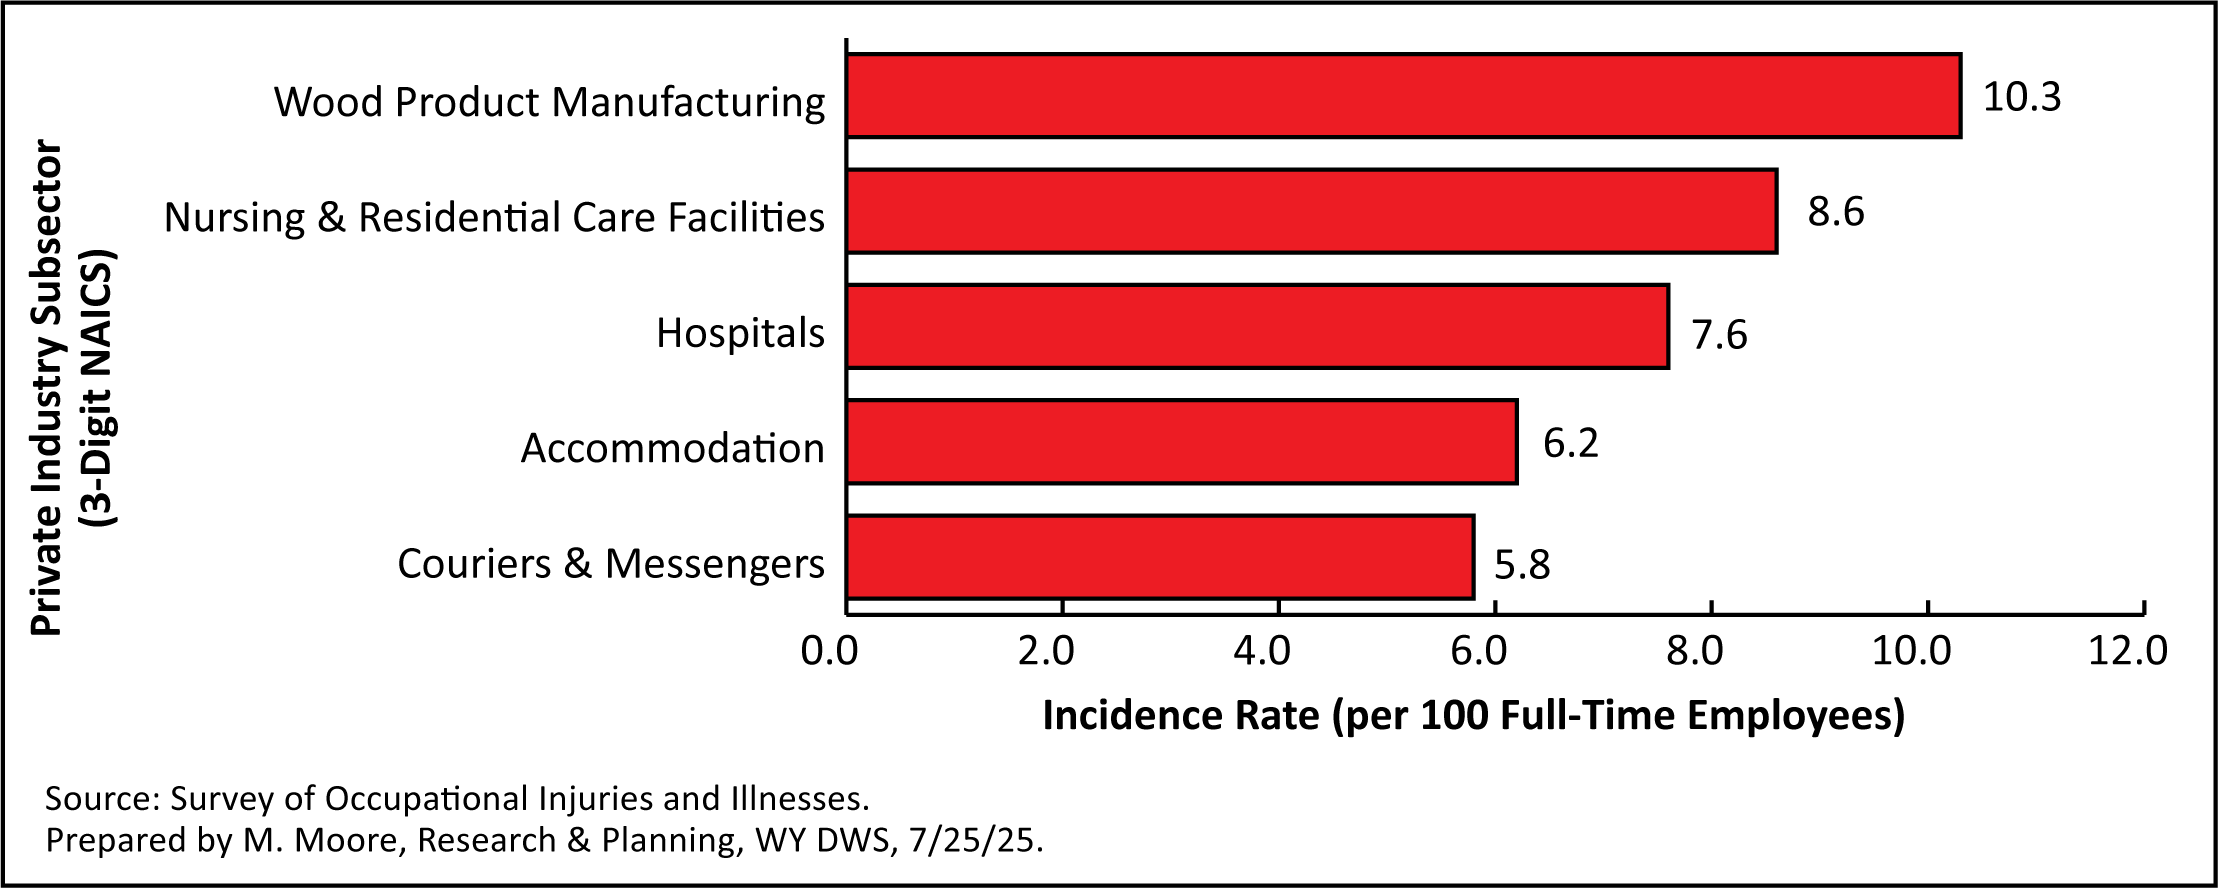 Private Industry Subsector
(3-Digit NAICS)
Wood Product Manufacturing
10.3
Nursing & Residential Care Facilities
8.6
Hospitals
7.6
Accommodation
6.2
Couriers & Messengers
5.8
0.0 2.0 4.0 6.0 8.0 10.0 12.0
Incidence Rate (per 100 Full-Time Employees)
Source: Survey of Occupational Injuries and Illnesses.
Prepared by M. Moore, Research & Planning, WY DWS, 7/25/25.